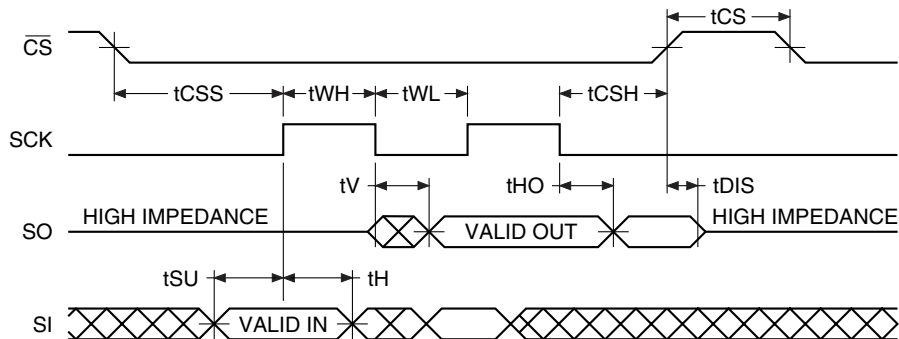 tCS
CS
tCSS tWH tWL tCSH
SCK
tV tHO tDIS
HIGH IMPEDANCE HIGH IMPEDANCE
SO VALID OUT
tSU tH
SI VALID IN